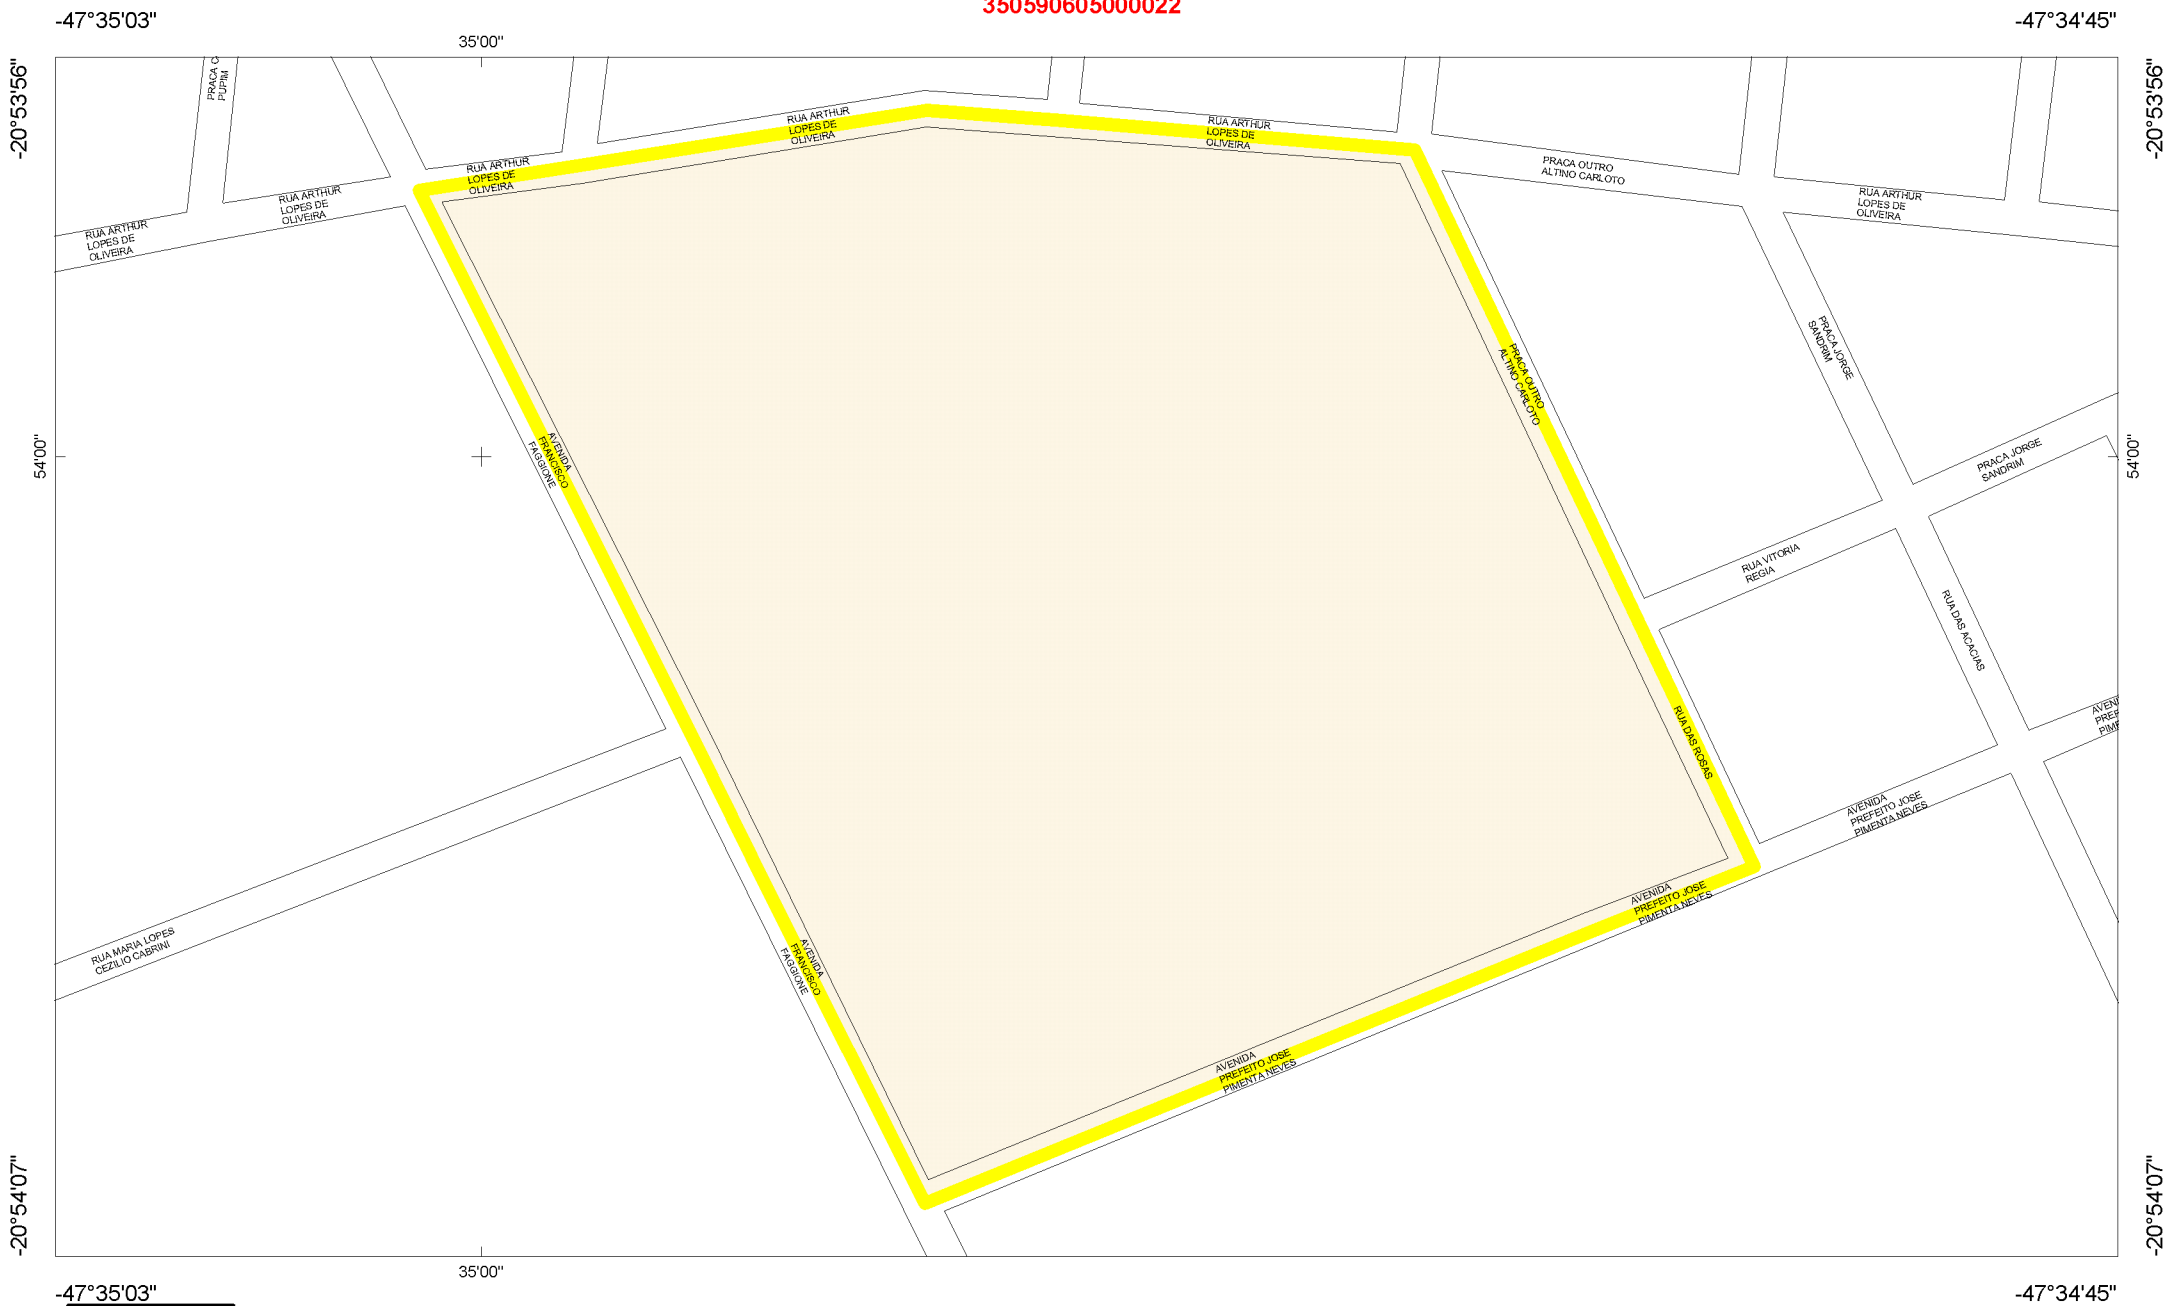 350590605000022
-47°35'03"
-47°34'45"
35'00"
-20°53'56"
-20°53'56"
PRACA
PUPIM
RUA ARTHUR
LOPES DE
OLIVEIRA
RUA ARTHUR
LOPES DE
OLIVEIRA
RUA ARTHUR
LOPES DE
OLIVEIRA
RUA ARTHUR
LOPES DE
OLIVEIRA
RUA ARTHUR
LOPES DE
OLIVEIRA
PRACA OUTRO
ALTINO CARLOTO
RUA ARTHUR
LOPES DE
OLIVEIRA
PRACA JORGE
SANDRIM
PRACA OUTRO
ALTINO CARLOTO
54'00"
54'00"
AVENIDA
FRANCISCO
FAGGIONE
PRACA JORGE
SANDRIM
RUA VITORIA
REGIA
RUA DAS ACACIAS
RUA DAS ROSAS
AVENIDA
PREFEITO JOSE
PIMENTA NEVES
AVENIDA
PREFEITO JOSE
PIMENTA NEVES
RUA MARIA LOPES
CEZILIO CABRINI
AVENIDA
FRANCISCO
FAGGIONE
AVENIDA
PREFEITO JOSE
PIMENTA NEVES
-20°54'07"
-20°54'07"
35'00"
-47°35'03"
-47°34'45"